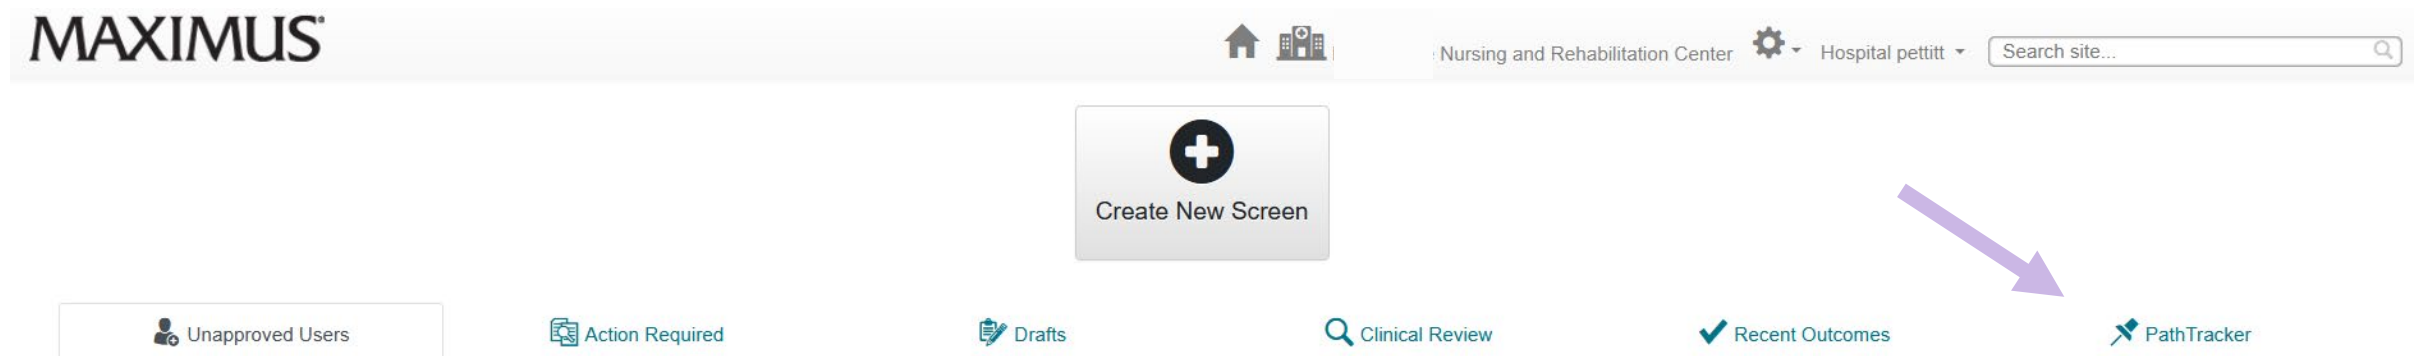 MAXIMUS
Nursing and Rehabilitation Center
Hospital pettitt
Search site...
Create New Screen
Unapproved Users
Action Required
Drafts
Clinical Review
Recent Outcomes
PathTracker